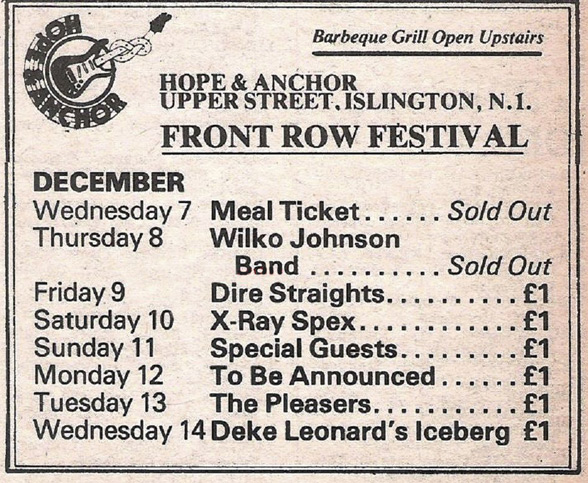 HOPE &
ANCHOR
Barbeque Grill Open Upstairs
HOPE & ANCHOR
UPPER STREET, ISLINGTON, N.1.
FRONT ROW FESTIVAL
DECEMBER
Wednesday 7 Meal Ticket...... Sold Out
Thursday 8 Wilko Johnson
Band .......... Sold Out
Friday 9 Dire Straights.......... £1
Saturday 10 X-Ray Spex............ £1
Sunday 11 Special Guests......... £1
Monday 12 To Be Announced...... £1
Tuesday 13 The Pleasers........... £1
Wednesday 14 Deke Leonard's Iceberg £1